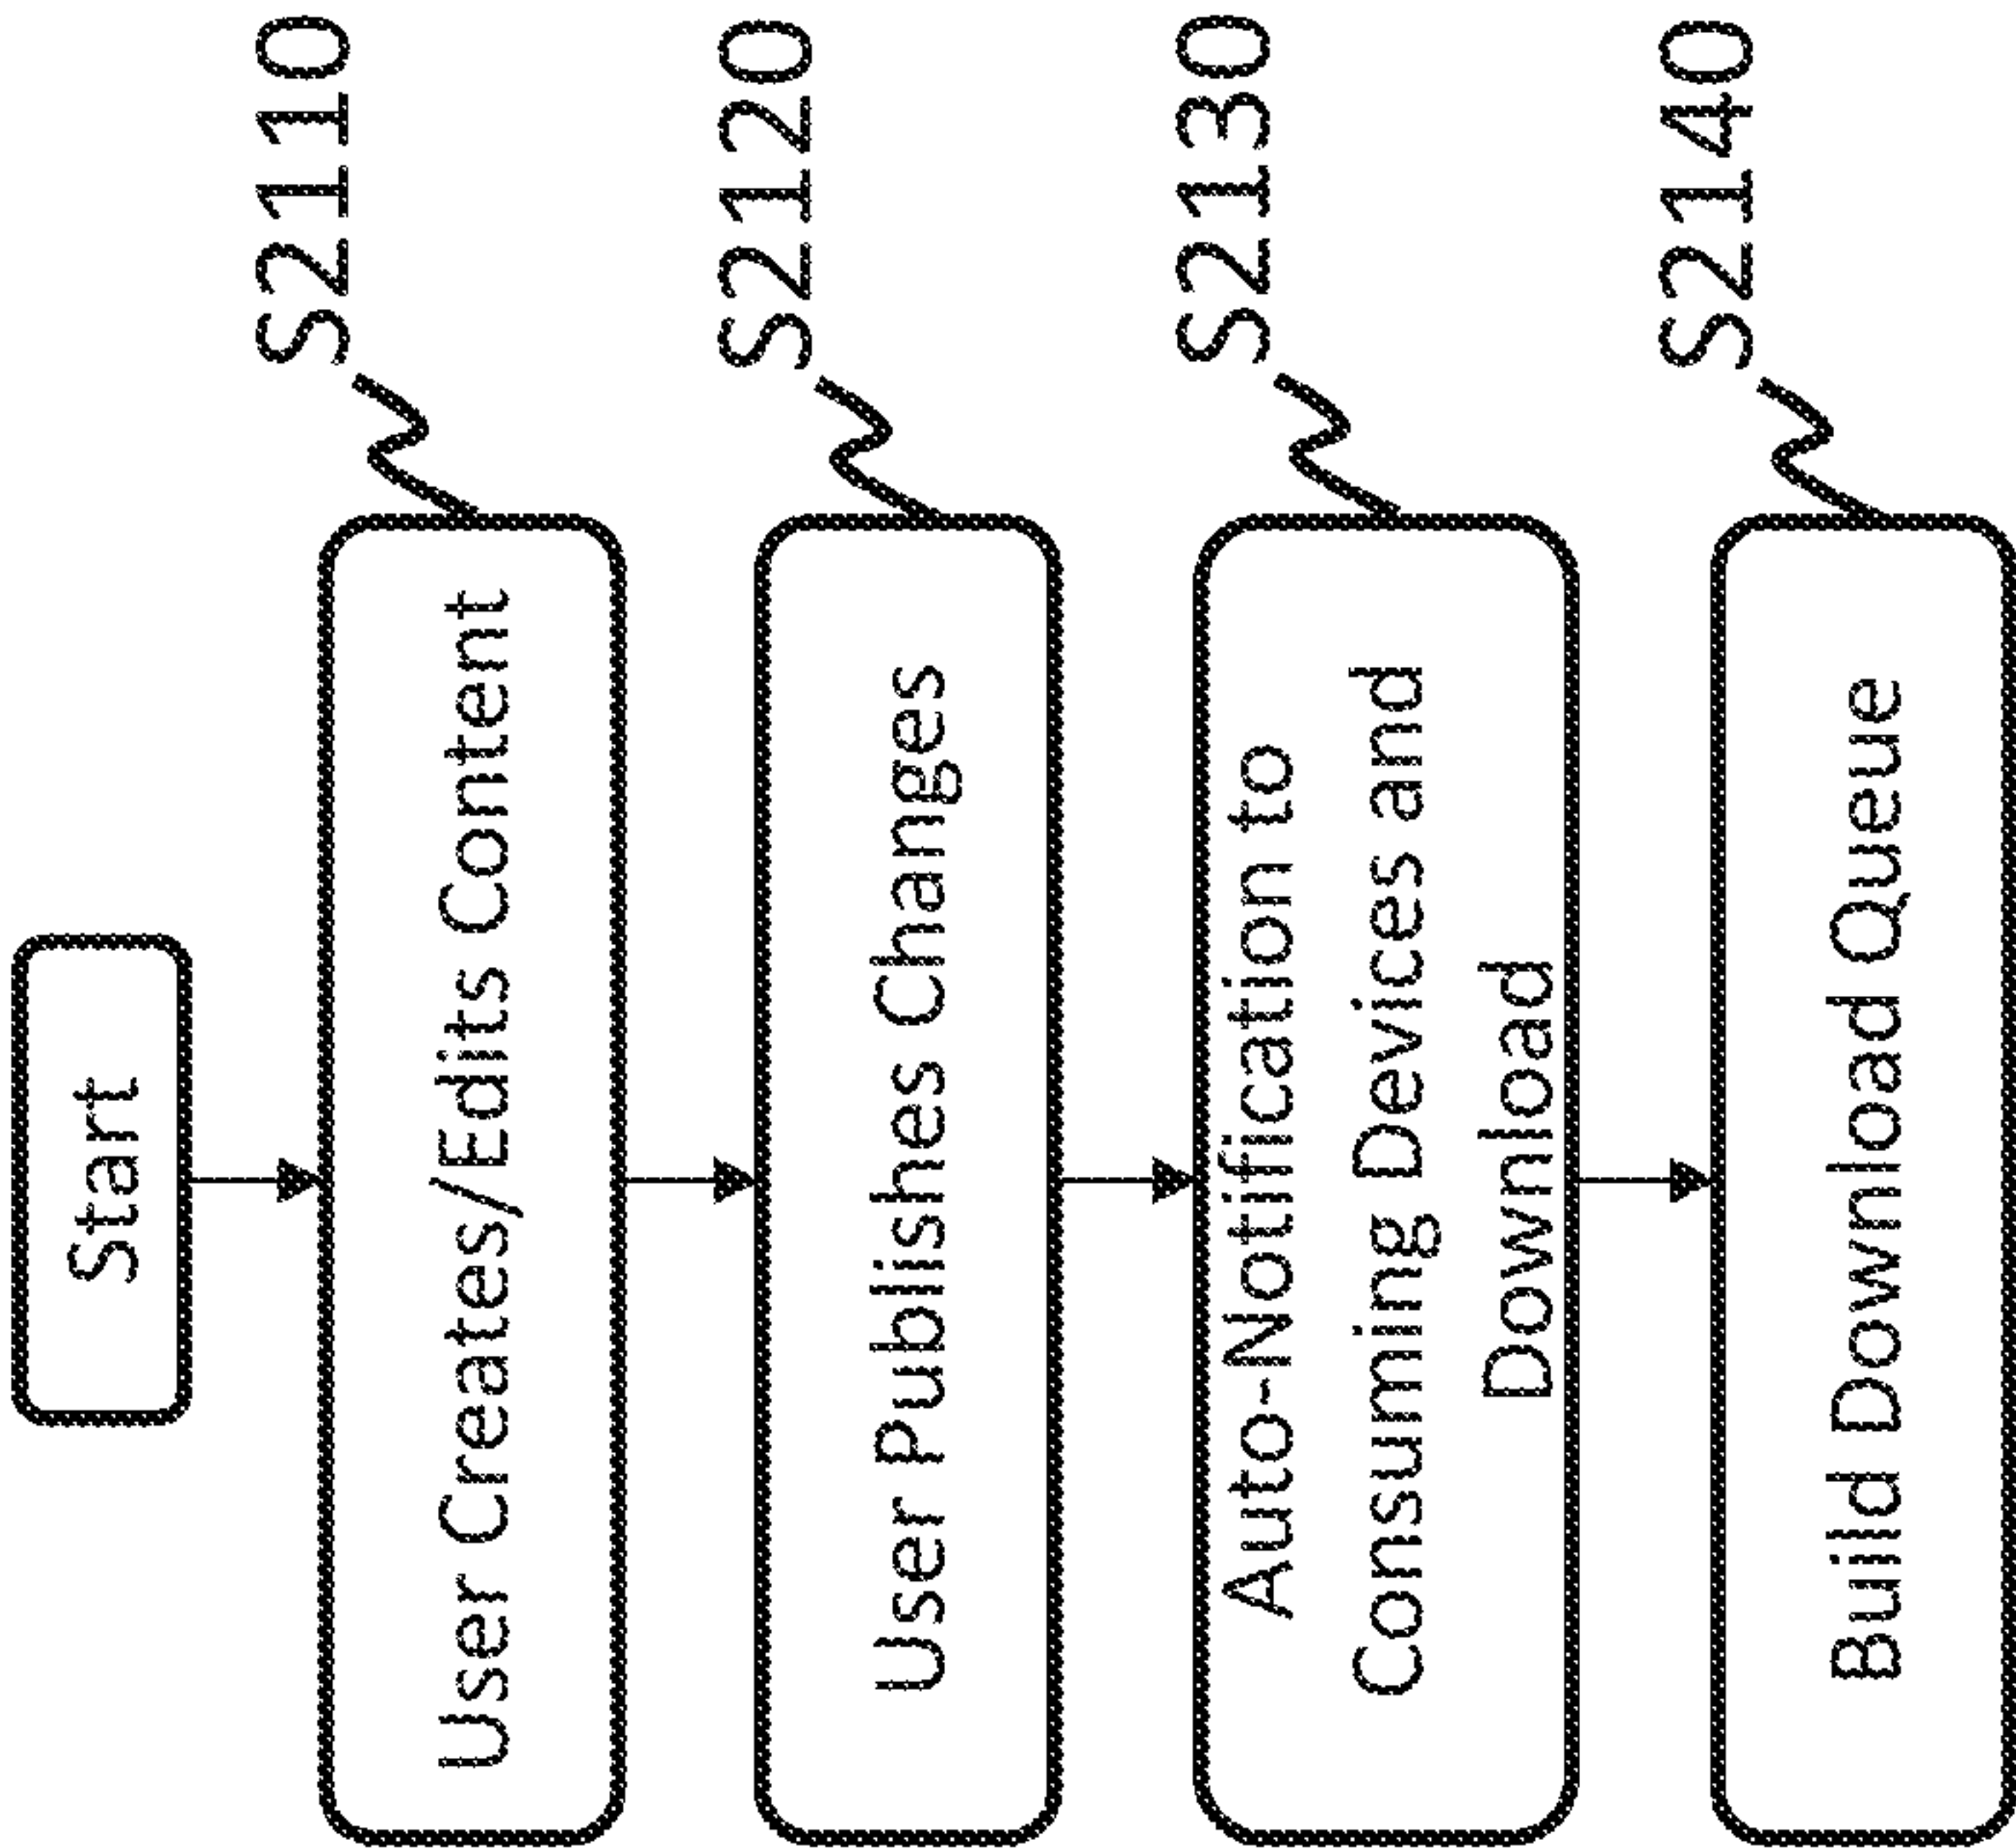 Start
User Creates/Edits Content
S2110
User Publishes Changes
S2120
Auto-Notification to
Consuming Devices and
Download
S2130
Build Download Queue
S2140